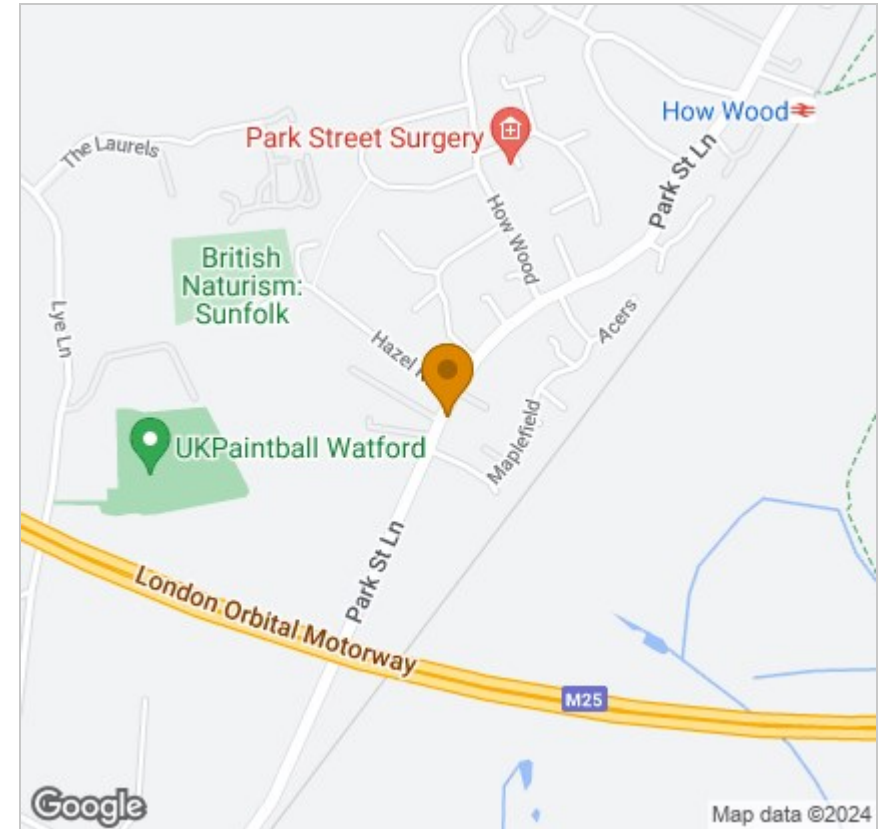 How Wood
Park Street Surgery
The Laurels
Park St Ln
How Wood
British
Naturism:
Sunfolk
Lye Ln
Acers
Hazel
Maplefield
UKPaintball Watford
Park St Ln
London Orbital Motorway
M25
Google
Map data ©2024